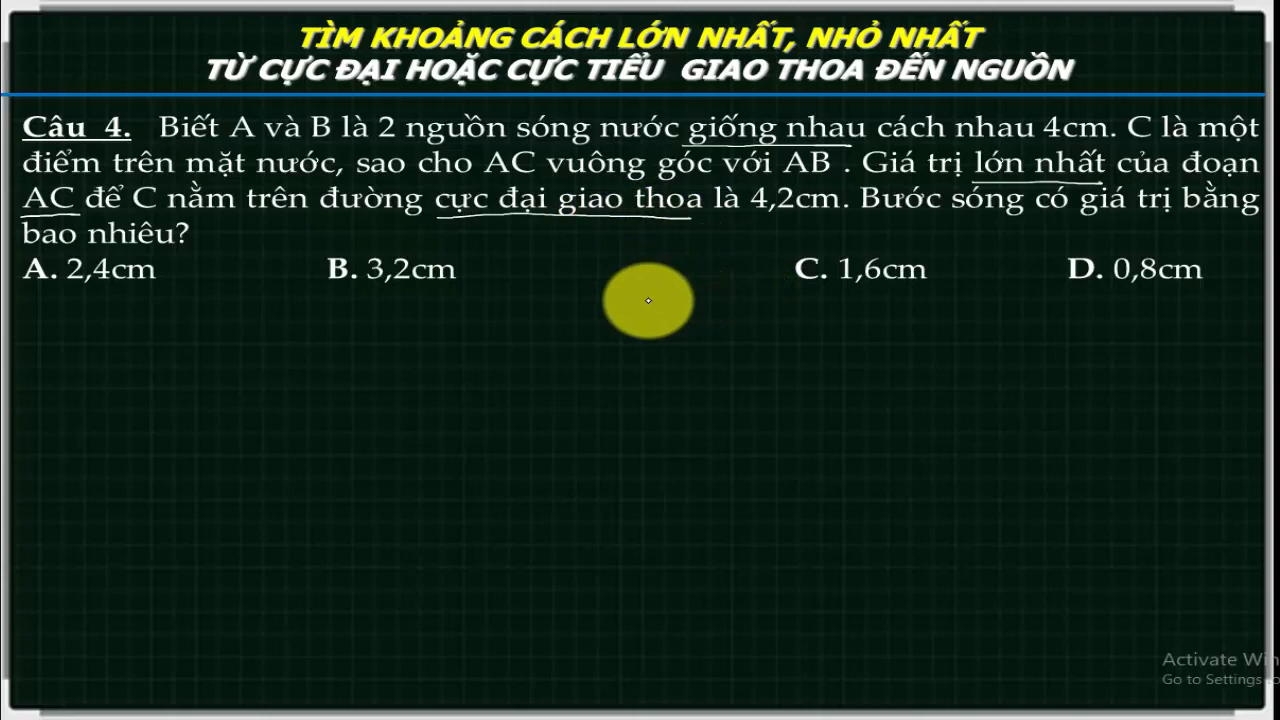 TÌM KHOẢNG CÁCH LỚN NHẤT, NHỎ NHẤT
TỪ CỰC ĐẠI HOẶC CỰC TIỂU GIAO THOA ĐẾN NGUỒN
Câu 4. Biết A và B là 2 nguồn sóng nước giống nhau cách nhau 4cm. C là một
điểm trên mặt nước, sao cho AC vuông góc với AB . Giá trị lớn nhất của đoạn
AC để C nằm trên đường cực đại giao thoa là 4,2cm. Bước sóng có giá trị bằng
bao nhiêu?
A. 2,4cm B. 3,2cm C. 1,6cm D. 0,8cm
Activate Win
Go to Settings to